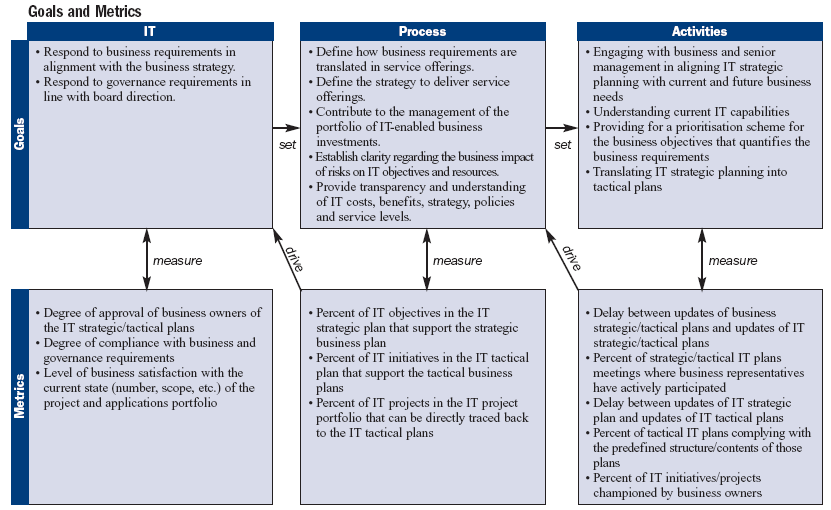 Goals and Metrics
IT
Process
Activities
Goals
• Respond to business requirements in
alignment with the business strategy.
• Respond to governance requirements in
line with board direction.
set
• Define how business requirements are
translated in service offerings.
• Define the strategy to deliver service
offerings.
• Contribute to the management of the
portfolio of IT-enabled business
investments.
• Establish clarity regarding the business impact
of risks on IT objectives and resources.
• Provide transparency and understanding
of IT costs, benefits, strategy, policies
and service levels.
set
• Engaging with business and senior
management in aligning IT strategic
planning with current and future business
needs
• Understanding current IT capabilities
• Providing for a prioritisation scheme for
the business objectives that quantifies the
business requirements
• Translating IT strategic planning into
tactical plans
measure
drive
measure
drive
measure
Metrics
• Degree of approval of business owners of
the IT strategic/tactical plans
• Degree of compliance with business and
governance requirements
• Level of business satisfaction with the
current state (number, scope, etc.) of the
project and applications portfolio
• Percent of IT objectives in the IT
strategic plan that support the strategic
business plan
• Percent of IT initiatives in the IT tactical
plan that support the tactical business
plans
• Percent of IT projects in the IT project
portfolio that can be directly traced back
to the IT tactical plans
• Delay between updates of business
strategic/tactical plans and updates of IT
strategic/tactical plans
• Percent of strategic/tactical IT plans
meetings where business representatives
have actively participated
• Delay between updates of IT strategic
plan and updates of IT tactical plans
• Percent of tactical IT plans complying with
the predefined structure/contents of those
plans
• Percent of IT initiatives/projects
championed by business owners